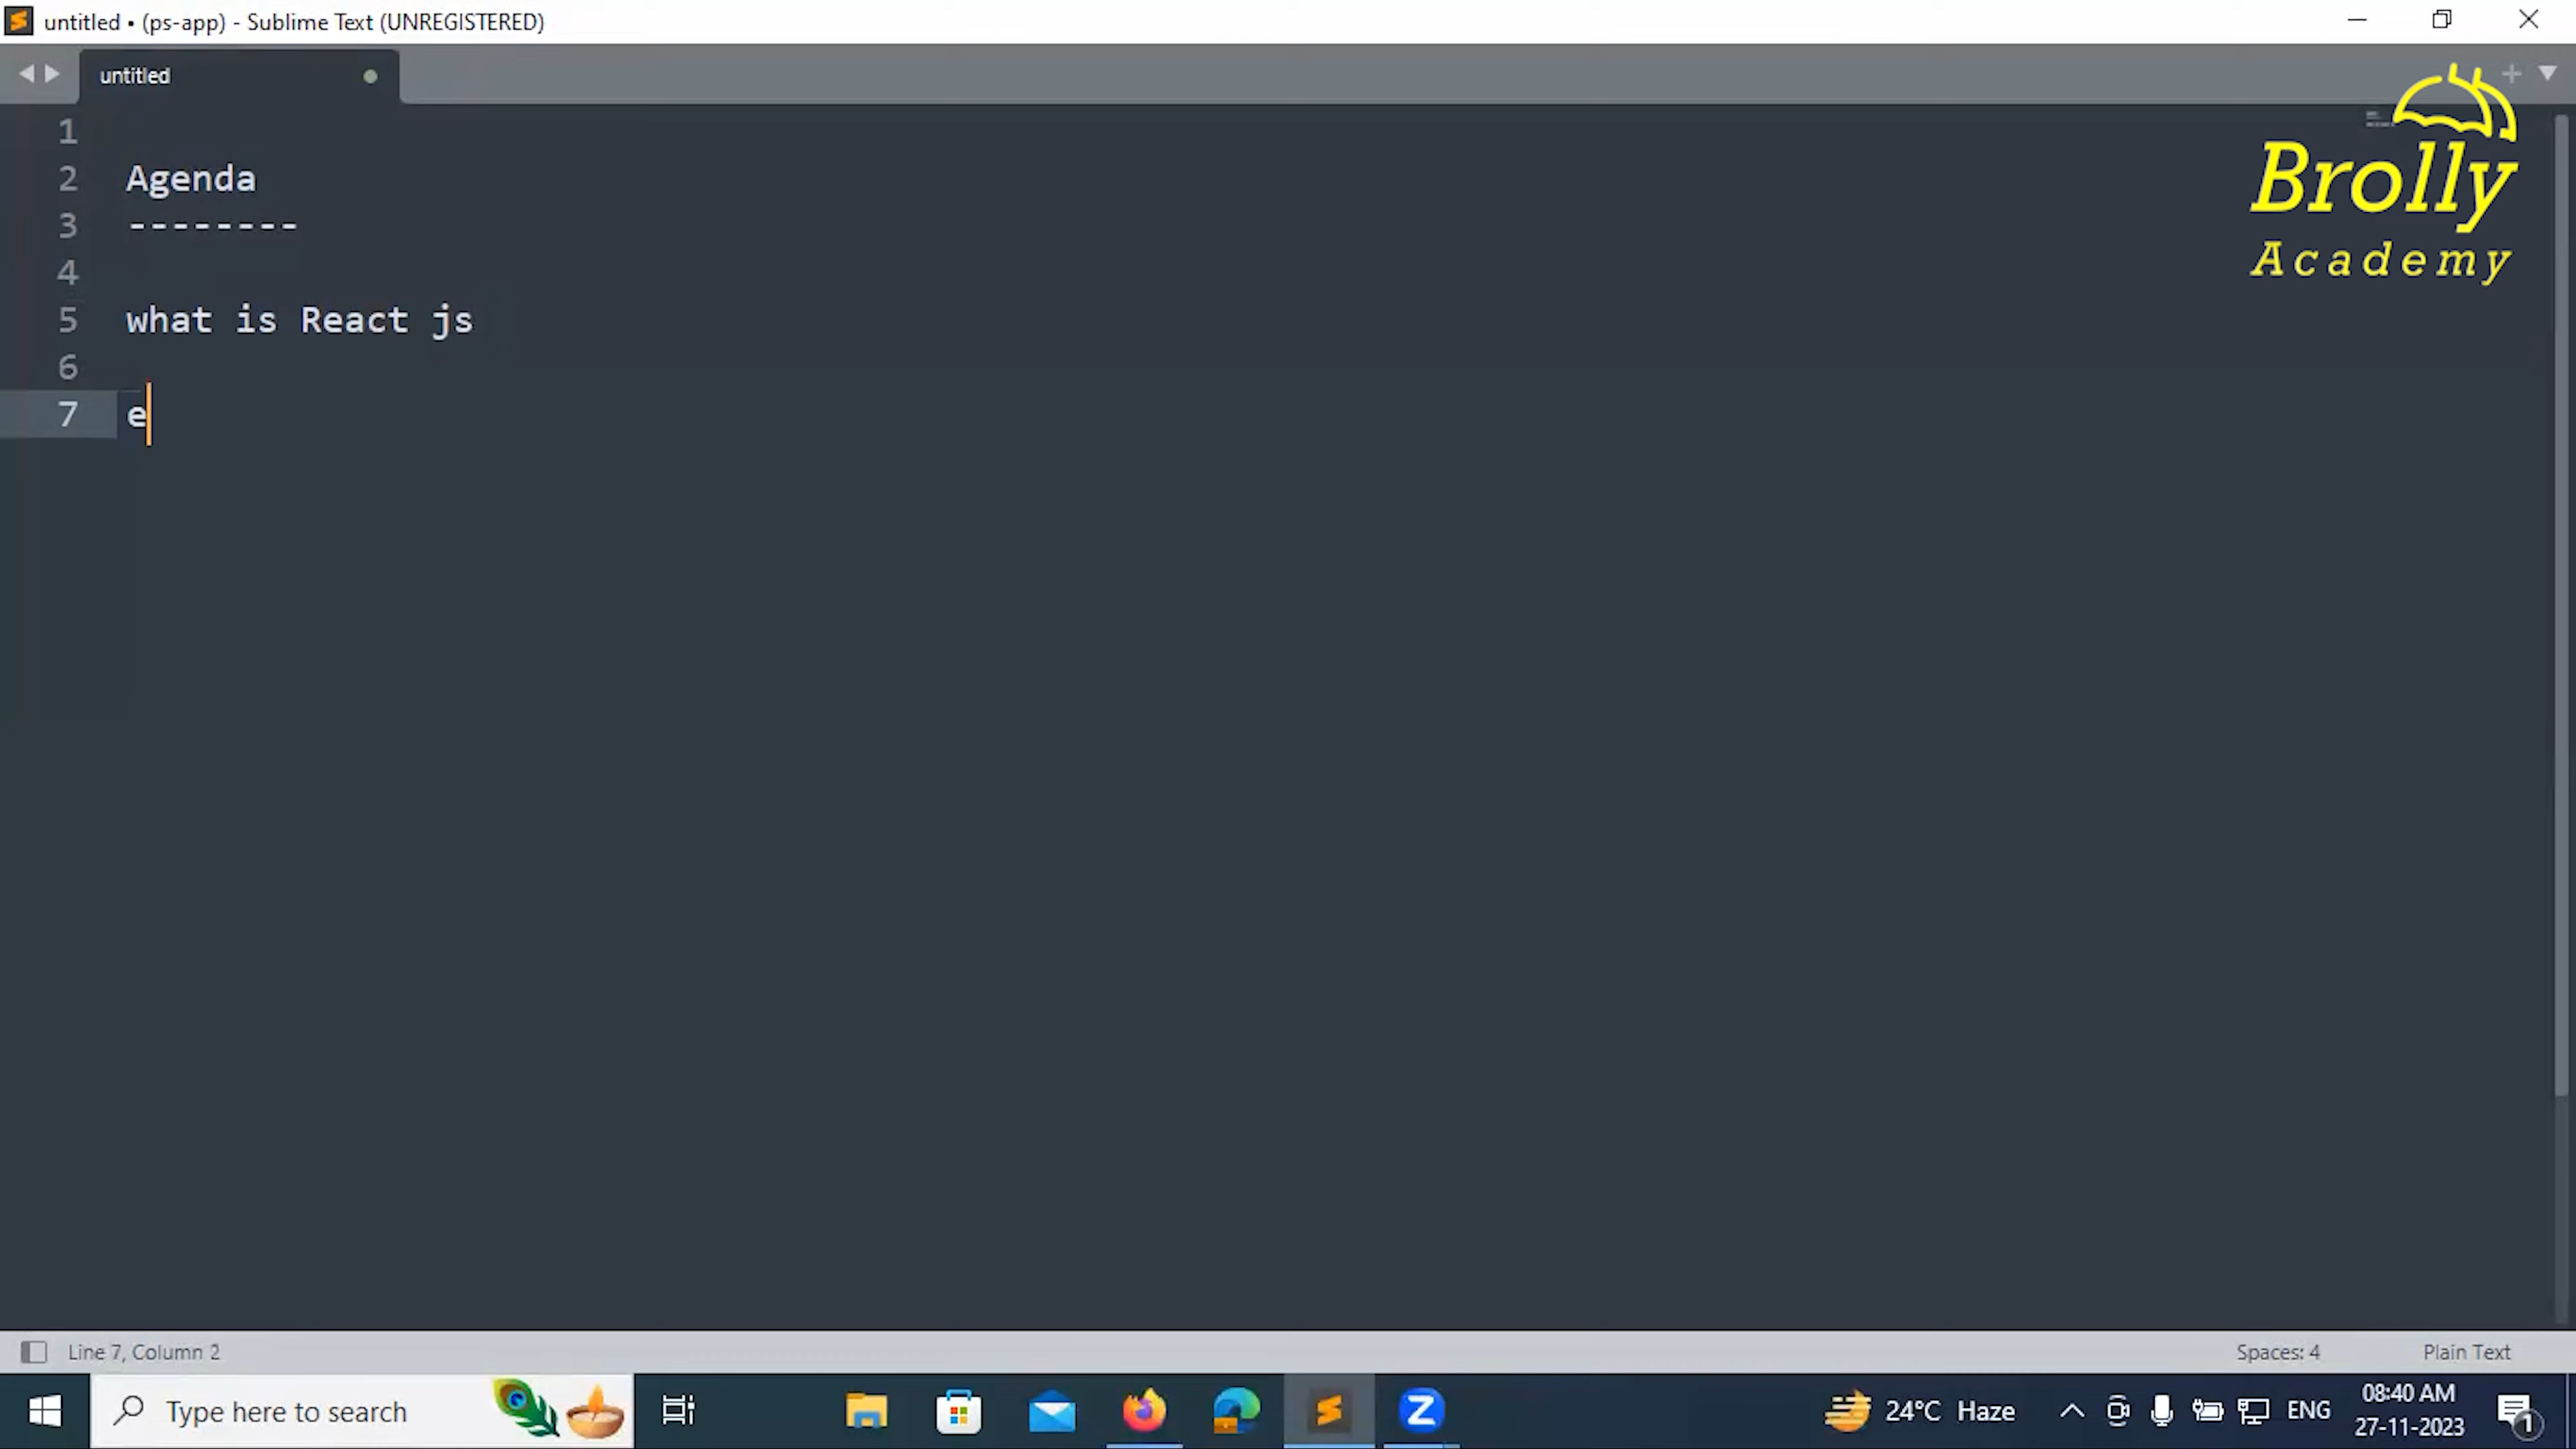 untitled • (ps-app) - Sublime Text (UNREGISTERED)
untitled
1
2 Agenda
3 --------
4
5 what is React js
6
7 e
Brolly
Academy
Line 7, Column 2
Spaces: 4
Plain Text
Type here to search
24°C Haze
ENG
08:40 AM
27-11-2023
1